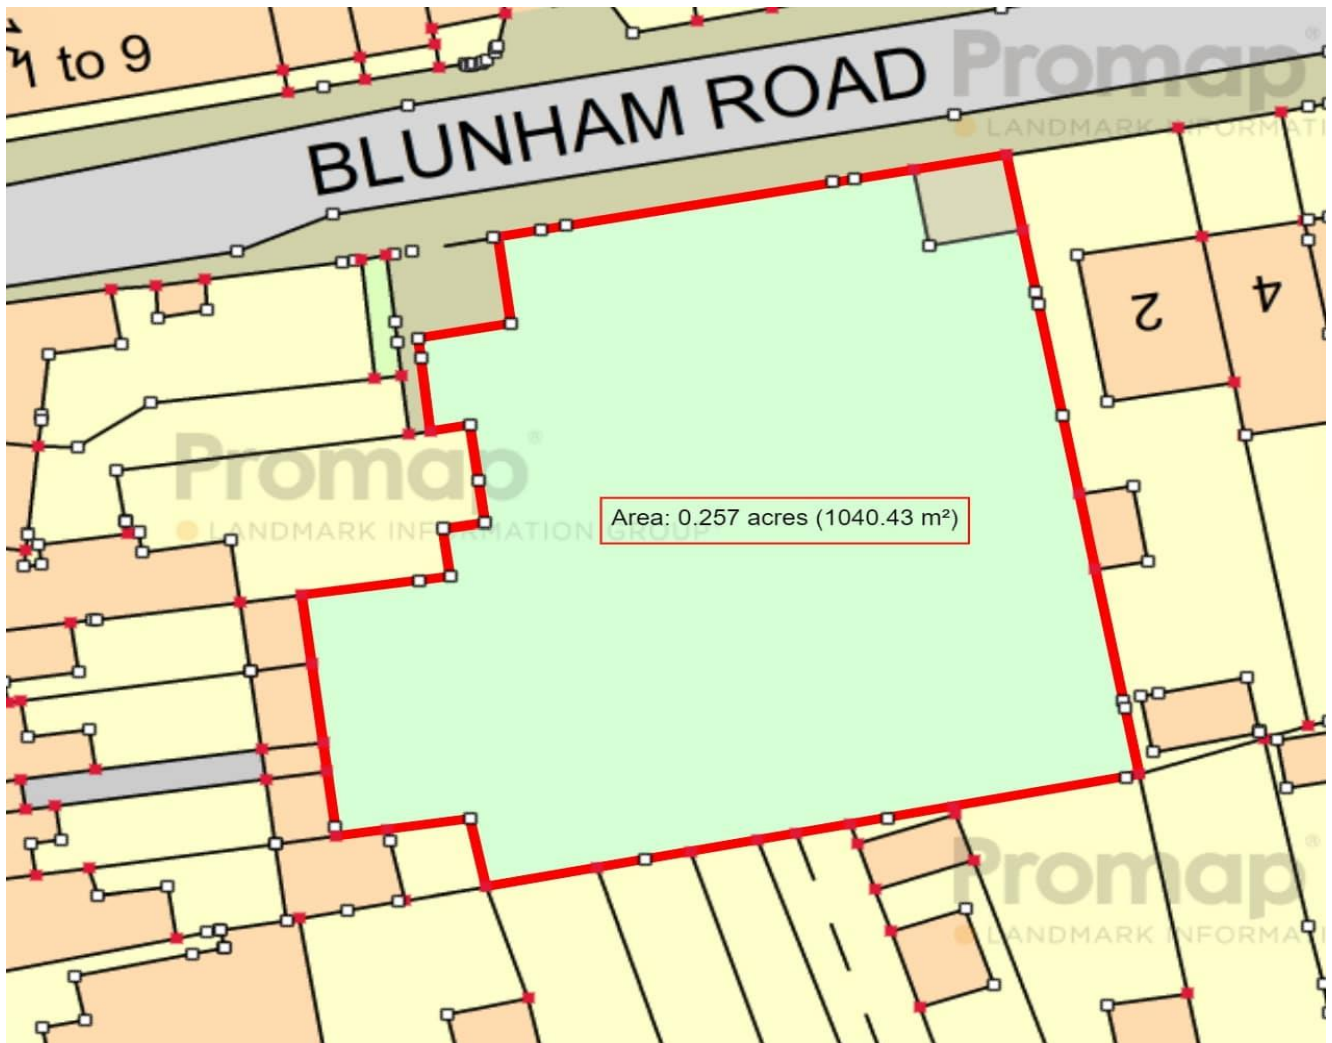 1 to 9
BLUNHAM ROAD
Promap®
LANDMARK INFORMATI
2
4
Promap®
LANDMARK INFORMATION GROUP
Area: 0.257 acres (1040.43 m²)
Promap®
LANDMARK INFORMATI